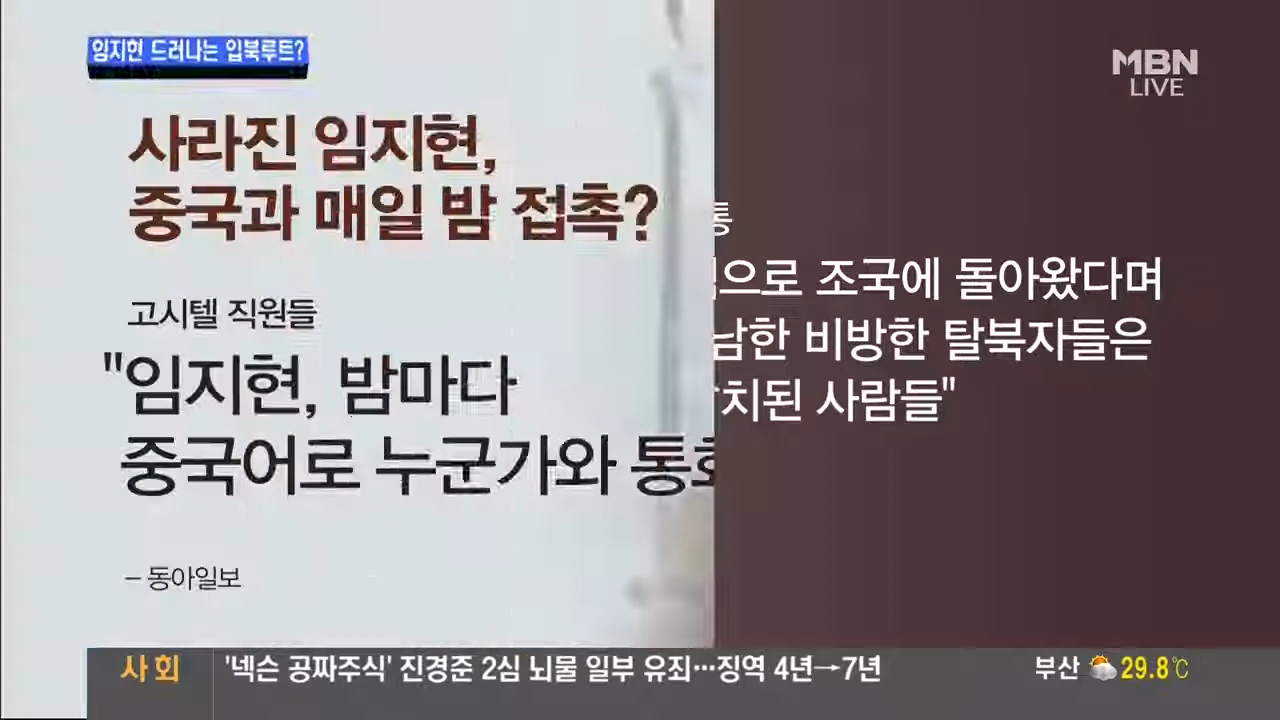 임지현 드러나는 입북루트?
MBN
LIVE
사라진 임지현,
중국과 매일 밤 접촉?
고시텔 직원들
"임지현, 밤마다
중국어로 누군가와
- 동아일보
통
으로 조국에 돌아왔다며
남한 비방한 탈북자들은
치된 사람들"
사회
'넥슨 공짜주식' 진경준 2심 뇌물 일부 유죄…징역 4년→7년
부산 29.8℃